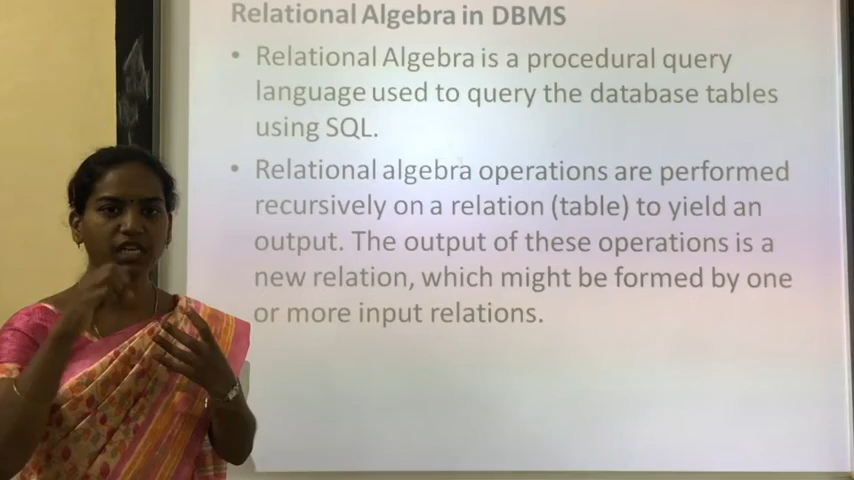 Relational Algebra in DBMS
• Relational Algebra is a procedural query
language used to query the database tables
using SQL.
• Relational algebra operations are performed
recursively on a relation (table) to yield an
output. The output of these operations is a
new relation, which might be formed by one
or more input relations.